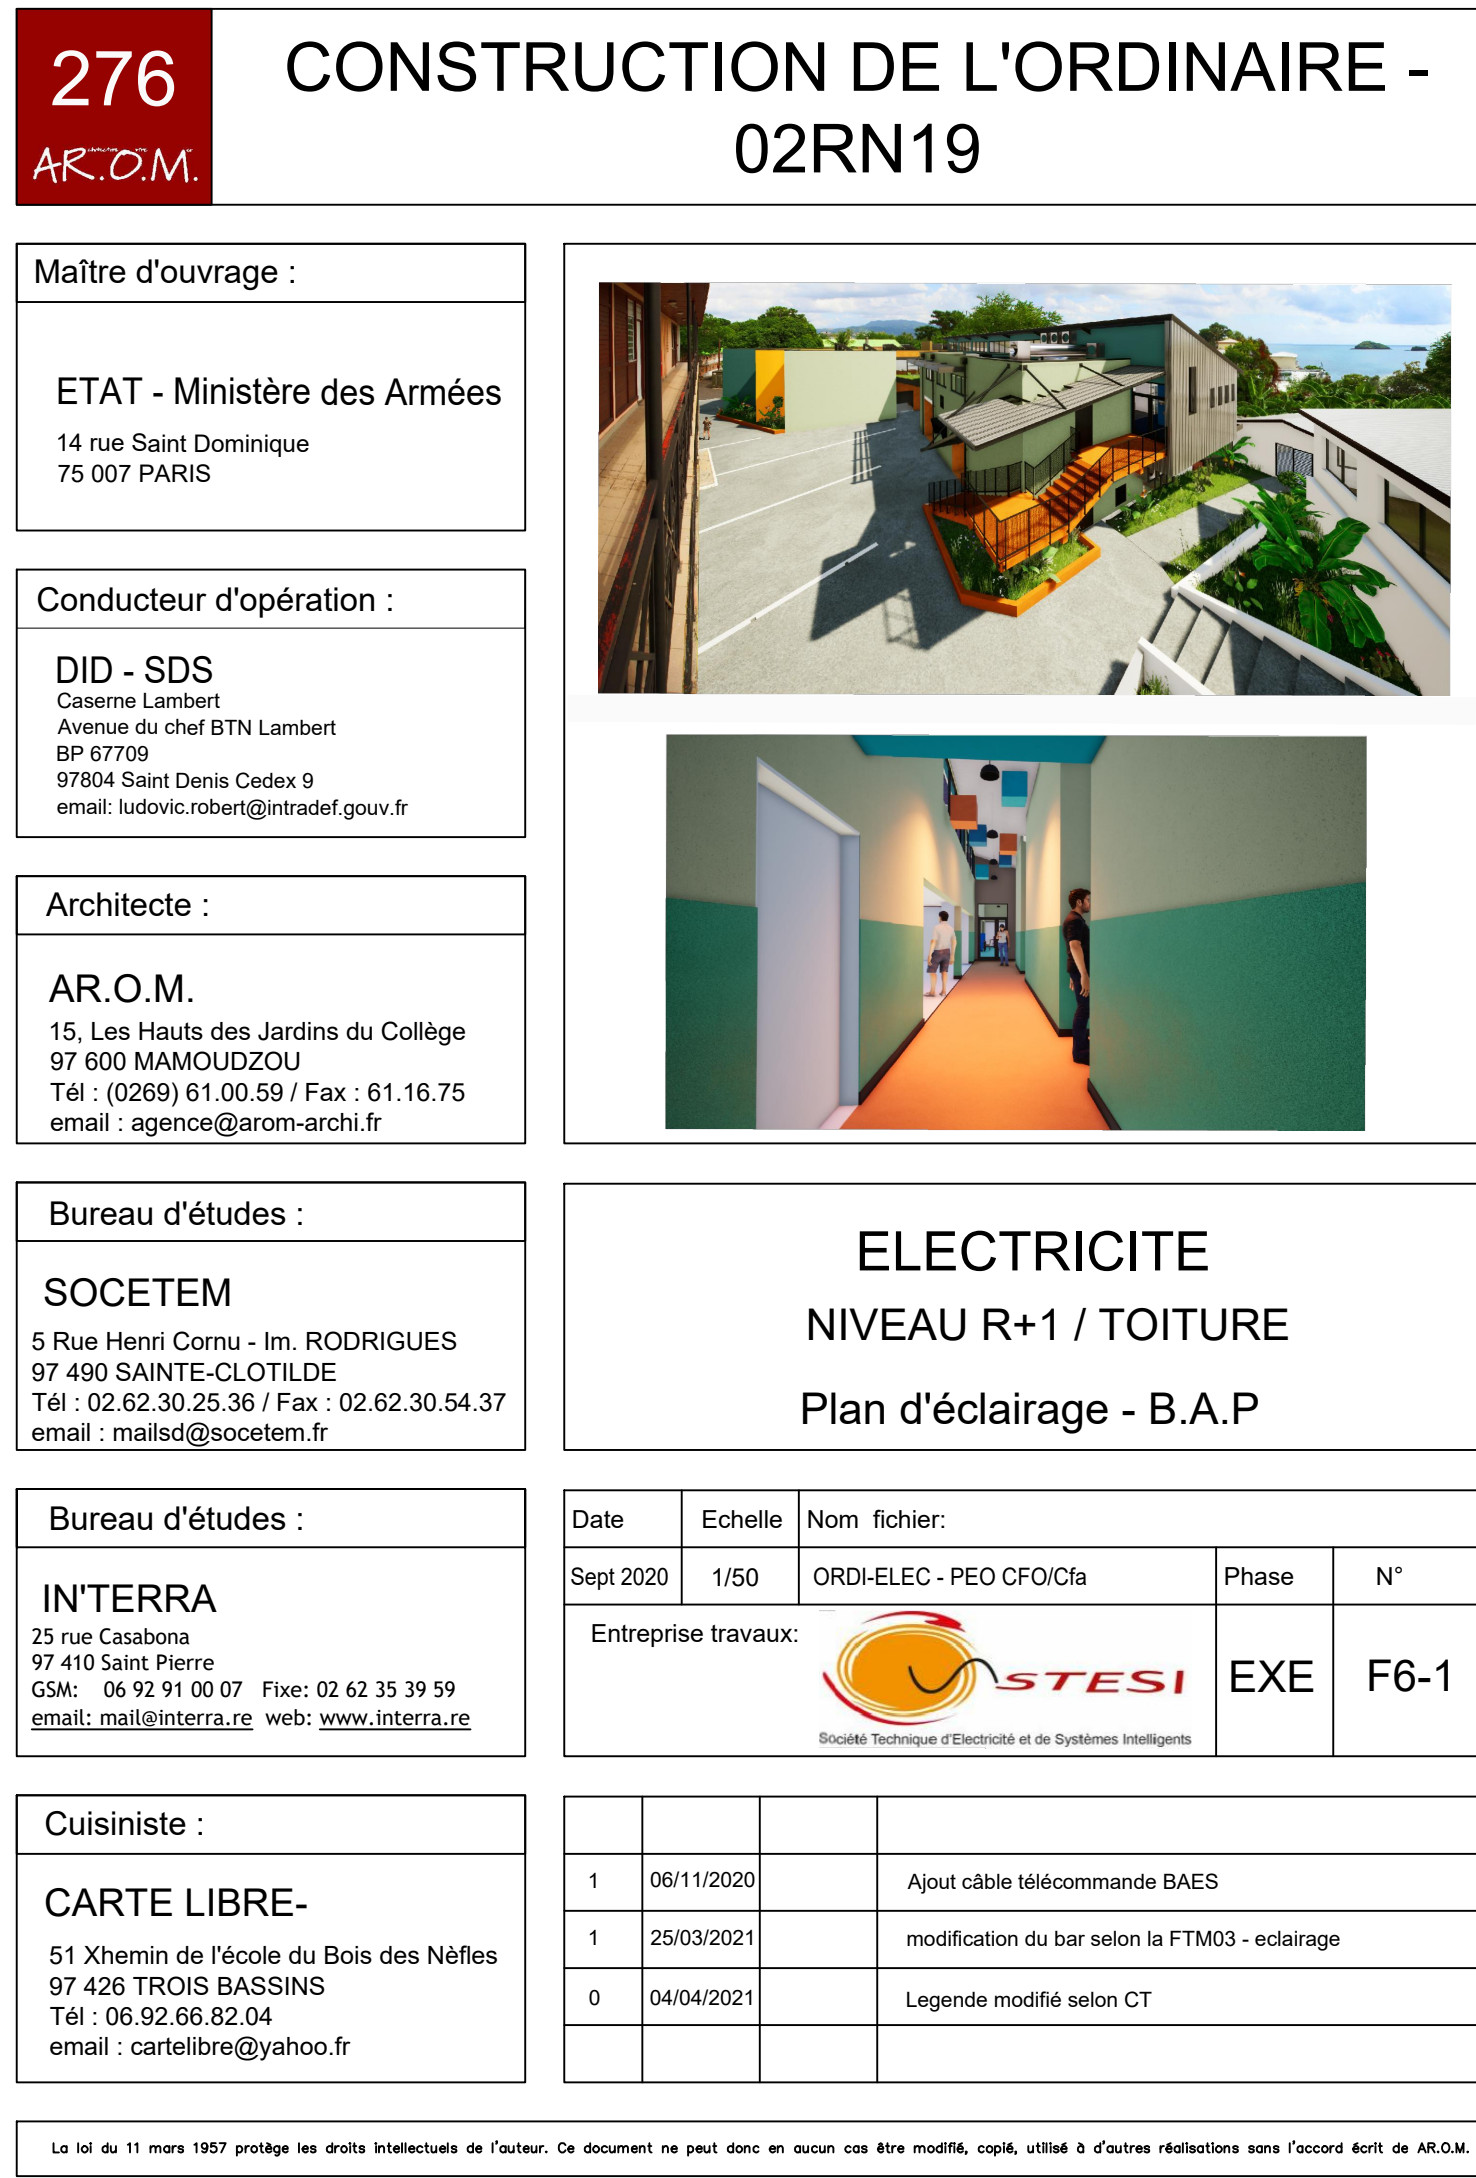 276
AR.O.M.
CONSTRUCTION DE L'ORDINAIRE -
02RN19
Maître d'ouvrage :
ETAT - Ministère des Armées
14 rue Saint Dominique
75 007 PARIS
Conducteur d'opération :
DID - SDS
Caserne Lambert
Avenue du chef BTN Lambert
BP 67709
97804 Saint Denis Cedex 9
email: ludovic.robert@intradef.gouv.fr
Architecte :
AR.O.M.
15, Les Hauts des Jardins du Collège
97 600 MAMOUDZOU
Tél : (0269) 61.00.59 / Fax : 61.16.75
email : agence@arom-archi.fr
Bureau d'études :
SOCETEM
5 Rue Henri Cornu - Im. RODRIGUES
97 490 SAINTE-CLOTILDE
Tél : 02.62.30.25.36 / Fax : 02.62.30.54.37
email : mailsd@socetem.fr
ELECTRICITE
NIVEAU R+1 / TOITURE
Plan d'éclairage - B.A.P
Bureau d'études :
IN'TERRA
25 rue Casabona
97 410 Saint Pierre
GSM: 06 92 91 00 07 Fixe: 02 62 35 39 59
email: mail@interra.re web: www.interra.re
Date Echelle Nom fichier:
Sept 2020 1/50 ORDI-ELEC - PEO CFO/Cfa Phase N°
Entreprise travaux:
STESI
Société Technique d'Electricité et de Systèmes Intelligents
EXE F6-1
Cuisiniste :
CARTE LIBRE-
51 Xhemin de l'école du Bois des Nèfles
97 426 TROIS BASSINS
Tél : 06.92.66.82.04
email : cartelibre@yahoo.fr
1 06/11/2020 Ajout câble télécommande BAES
1 25/03/2021 modification du bar selon la FTM03 - eclairage
0 04/04/2021 Legende modifié selon CT
La loi du 11 mars 1957 protège les droits intellectuels de l'auteur. Ce document ne peut donc en aucun cas être modifié, copié, utilisé à d'autres réalisations sans l'accord écrit de AR.O.M.